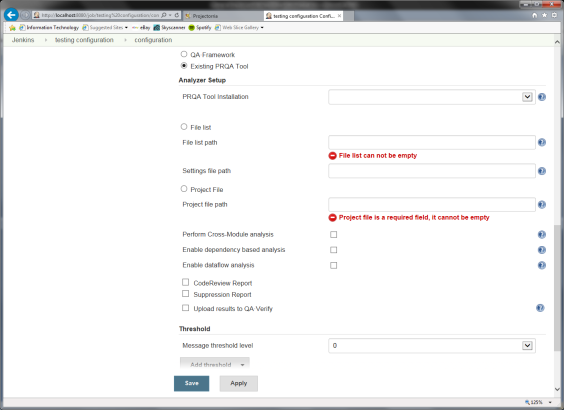 http://localhost:8080/job/testing%20configuration/con
Projectrelia
testing configuration Confi...
Information Technology
Suggested Sites
eBay
Skyscanner
Spotify
Web Slice Gallery
Jenkins
testing configuration
configuration
QA Framework
Existing PRQA Tool
Analyzer Setup
PRQA Tool Installation
File list
File list path
File list can not be empty
Settings file path
Project File
Project file path
Project file is a required field, it cannot be empty
Perform Cross-Module analysis
Enable dependency based analysis
Enable dataflow analysis
CodeReview Report
Suppression Report
Upload results to QA Verify
Threshold
Message threshold level 0
Add threshold
Save Apply
125%